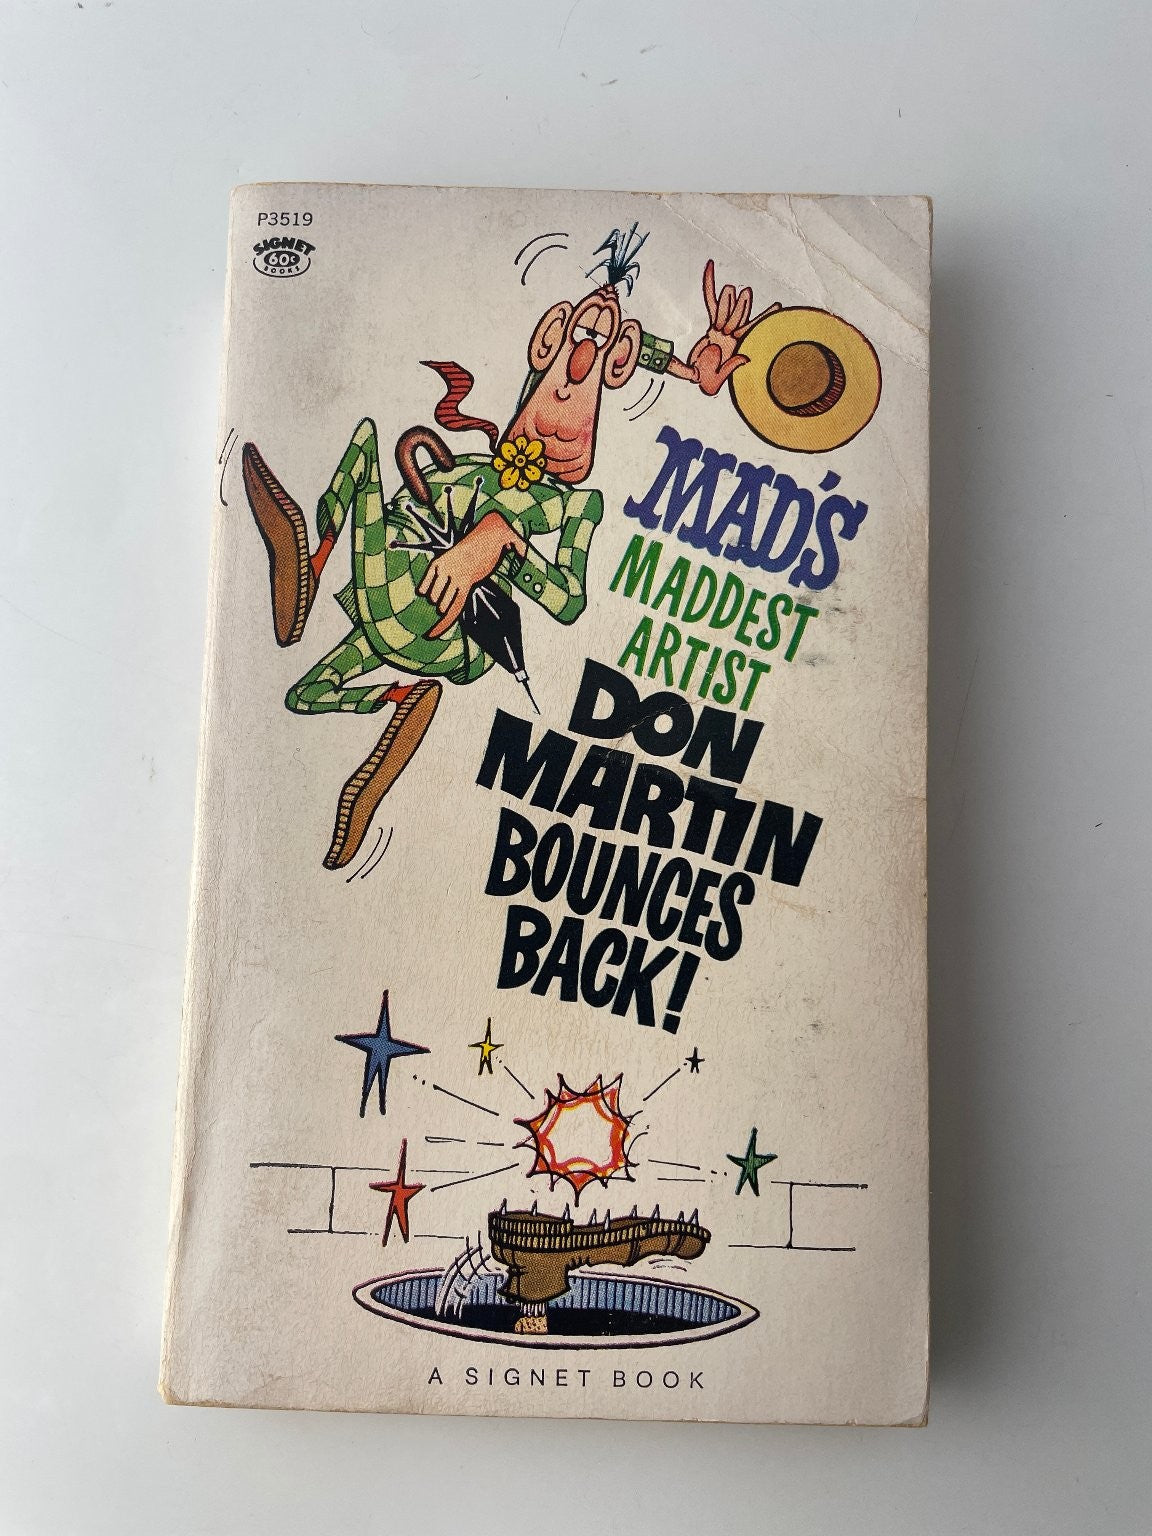 P3519
SIGNET
60¢
BOOKS
MAD'S
MADDEST
ARTIST
DON
MARTIN
BOUNCES
BACK!
A SIGNET BOOK